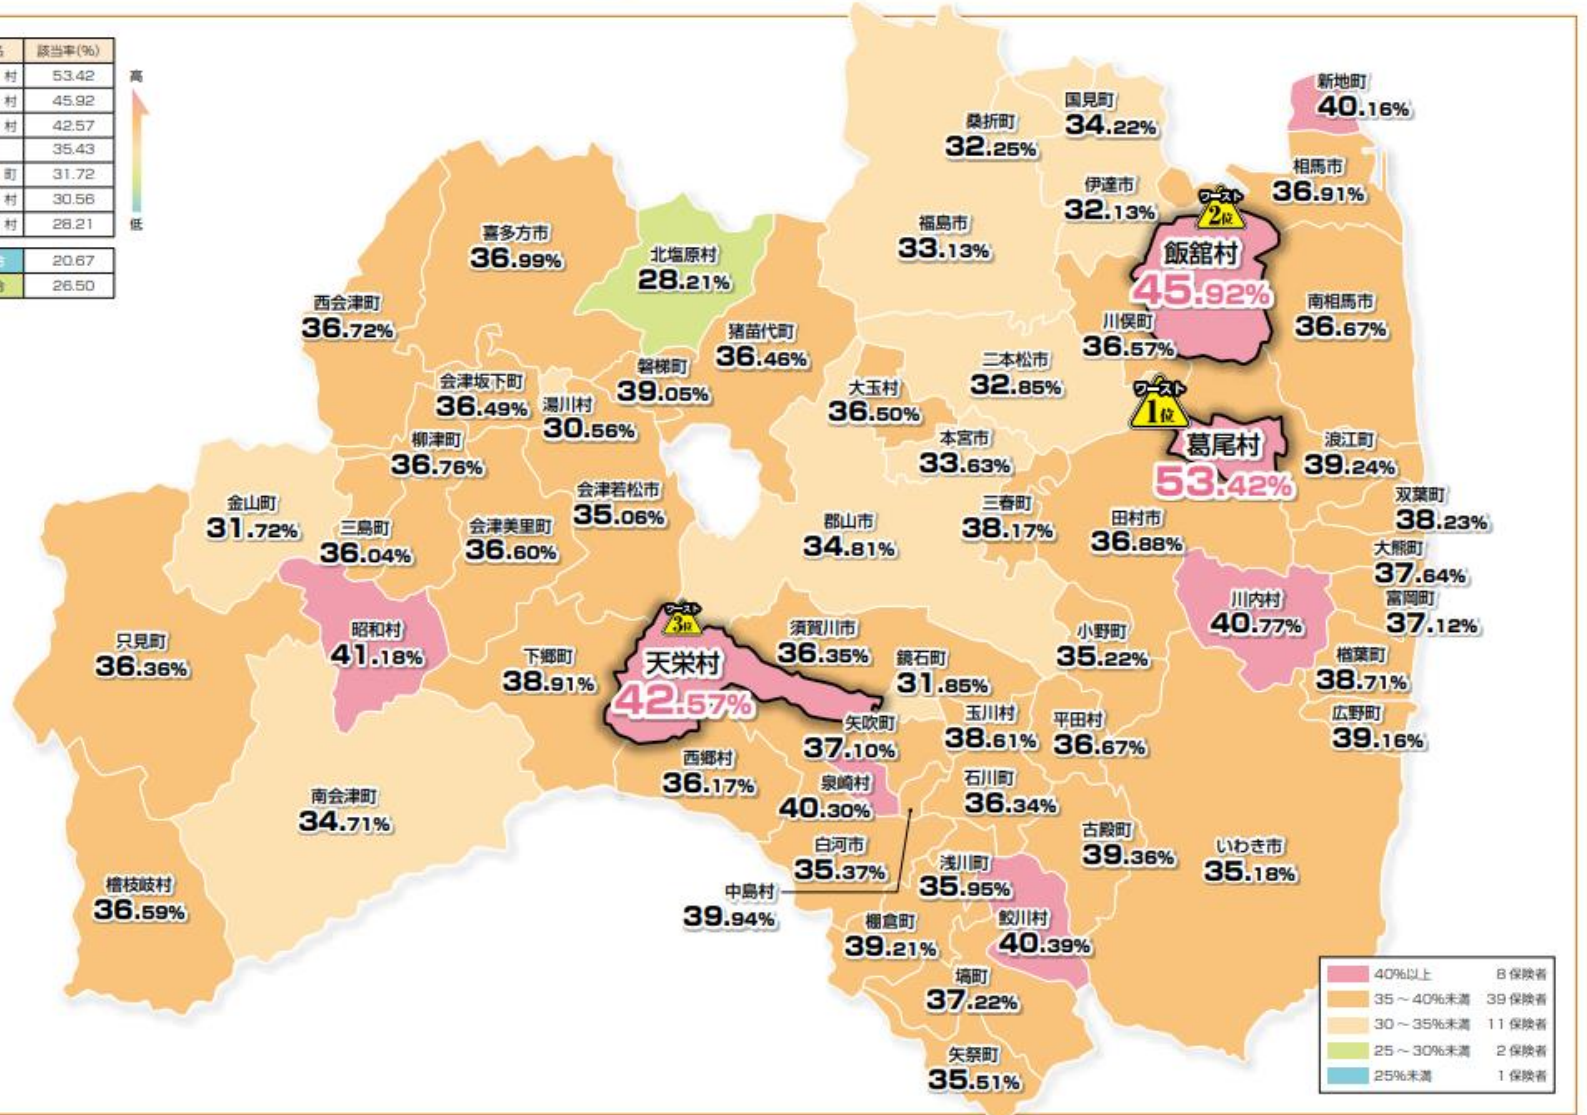 該当率(%)
村 53.42
村 45.92
村 42.57
35.43
町 31.72
村 30.56
村 28.21
20.67
26.50
高
低
新地町
40.16%
国見町
34.22%
桑折町
32.25%
相馬市
36.91%
伊達市
32.13%
ワースト
2位
飯舘村
45.92%
福島市
33.13%
喜多方市
36.99%
北塩原村
28.21%
西会津町
36.72%
南相馬市
36.67%
川俣町
36.57%
猪苗代町
36.46%
磐梯町
39.05%
二本松市
32.85%
会津坂下町
36.49%
湯川村
30.56%
大玉村
36.50%
ワースト
1位
葛尾村
53.42%
柳津町
36.76%
本宮市
33.63%
浪江町
39.24%
会津若松市
35.06%
金山町
31.72%
三島町
36.04%
会津美里町
36.60%
郡山市
34.81%
三春町
38.17%
田村市
36.88%
双葉町
38.23%
大熊町
37.64%
富岡町
37.12%
川内村
40.77%
昭和村
41.18%
只見町
36.36%
下郷町
38.91%
ワースト
3位
天栄村
42.57%
須賀川市
36.35%
鏡石町
31.85%
小野町
35.22%
楢葉町
38.71%
広野町
39.16%
矢吹町
37.10%
玉川村
38.61%
平田村
36.67%
西郷村
36.17%
泉崎村
40.30%
石川町
36.34%
南会津町
34.71%
白河市
35.37%
古殿町
39.36%
いわき市
35.18%
浅川町
35.95%
中島村
39.94%
檜枝岐村
36.59%
棚倉町
39.21%
鮫川村
40.39%
塙町
37.22%
矢祭町
35.51%
40%以上 8保険者
35～40%未満 39保険者
30～35%未満 11保険者
25～30%未満 2保険者
25%未満 1保険者